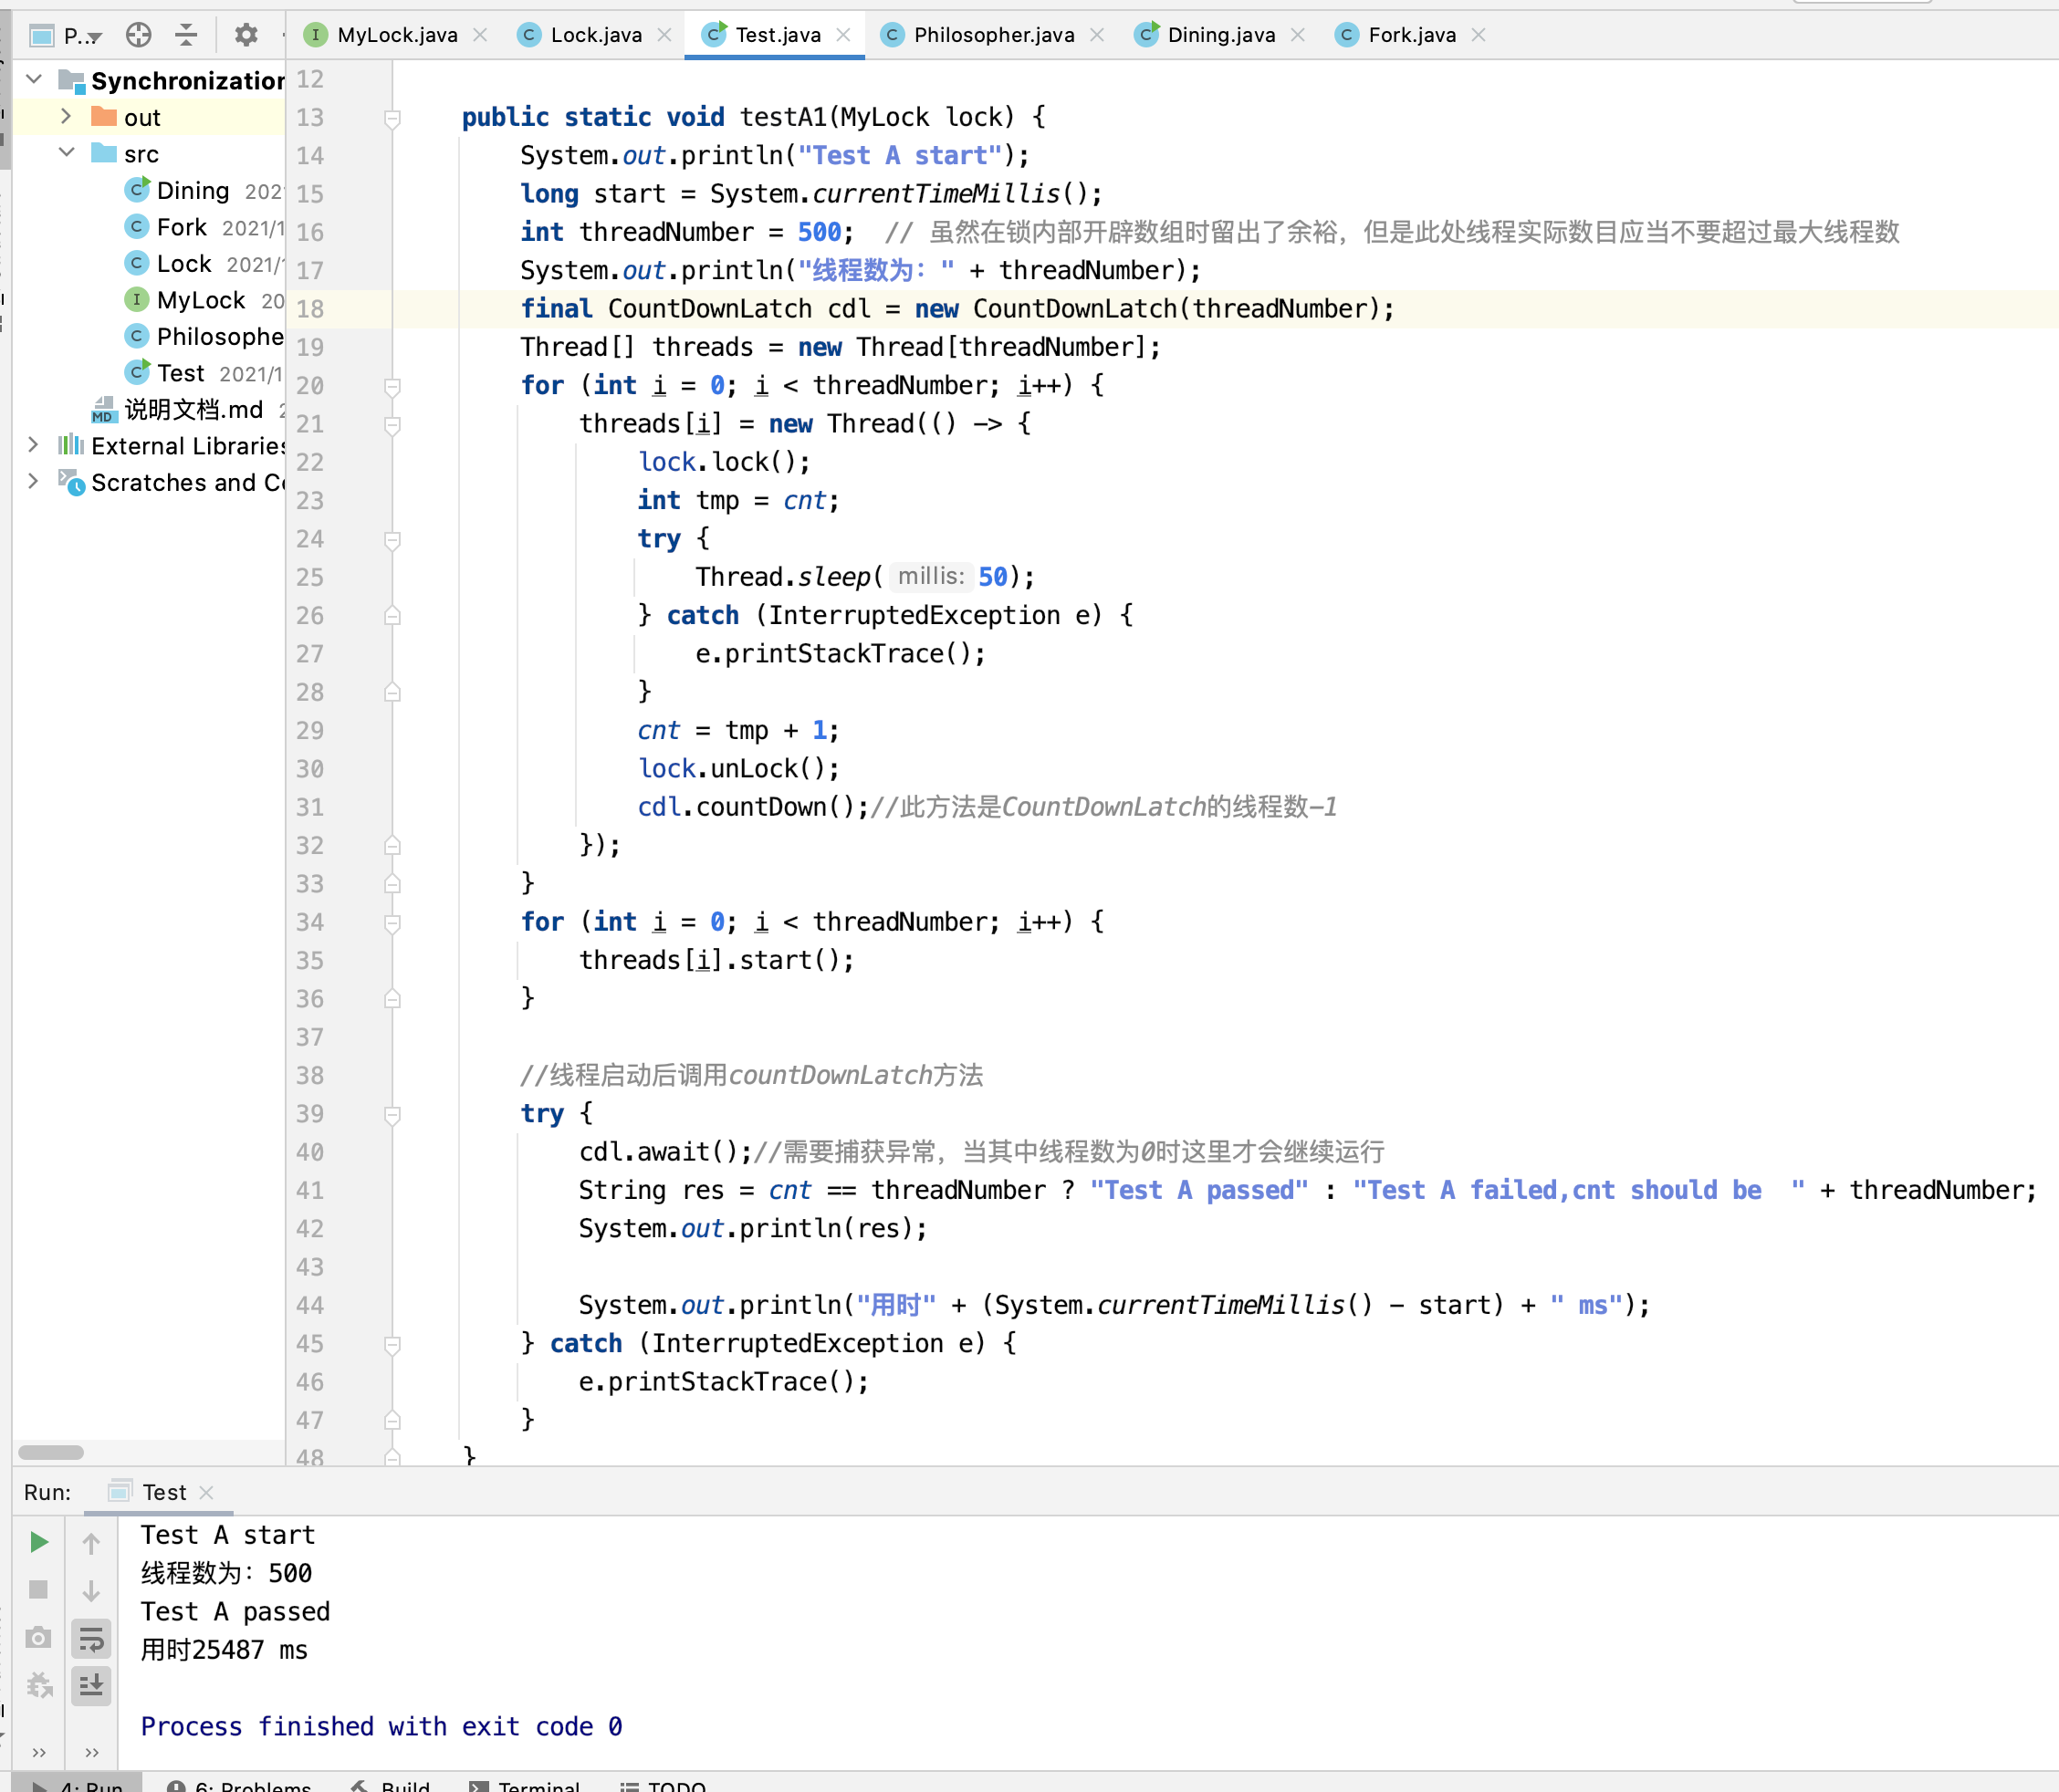 P...
MyLock.java
Lock.java
Test.java
Philosopher.java
Dining.java
Fork.java
Synchronization
out
src
Dining 202
Fork 2021/1
Lock 2021/
MyLock 20
Philosophe
Test 2021/1
说明文档.md
External Libraries
Scratches and Co
12
13 public static void testA1(MyLock lock) {
14 System.out.println("Test A start");
15 long start = System.currentTimeMillis();
16 int threadNumber = 500;  // 虽然在锁内部开辟数组时留出了余裕，但是此处线程实际数目应当不要超过最大线程数
17 System.out.println("线程数为：" + threadNumber);
18 final CountDownLatch cdl = new CountDownLatch(threadNumber);
19 Thread[] threads = new Thread[threadNumber];
20 for (int i = 0; i < threadNumber; i++) {
21 threads[i] = new Thread(() -> {
22 lock.lock();
23 int tmp = cnt;
24 try {
25 Thread.sleep( millis: 50);
26 } catch (InterruptedException e) {
27 e.printStackTrace();
28 }
29 cnt = tmp + 1;
30 lock.unLock();
31 cdl.countDown();//此方法是CountDownLatch的线程数-1
32 });
33 }
34 for (int i = 0; i < threadNumber; i++) {
35 threads[i].start();
36 }
37
38 //线程启动后调用countDownLatch方法
39 try {
40 cdl.await();//需要捕获异常，当其中线程数为0时这里才会继续运行
41 String res = cnt == threadNumber ? "Test A passed" : "Test A failed,cnt should be  " + threadNumber;
42 System.out.println(res);
43
44 System.out.println("用时" + (System.currentTimeMillis() - start) + " ms");
45 } catch (InterruptedException e) {
46 e.printStackTrace();
47 }
48 }
Run: Test
Test A start
线程数为：500
Test A passed
用时25487 ms
Process finished with exit code 0
4: Run 6: Problems Build Terminal TODO